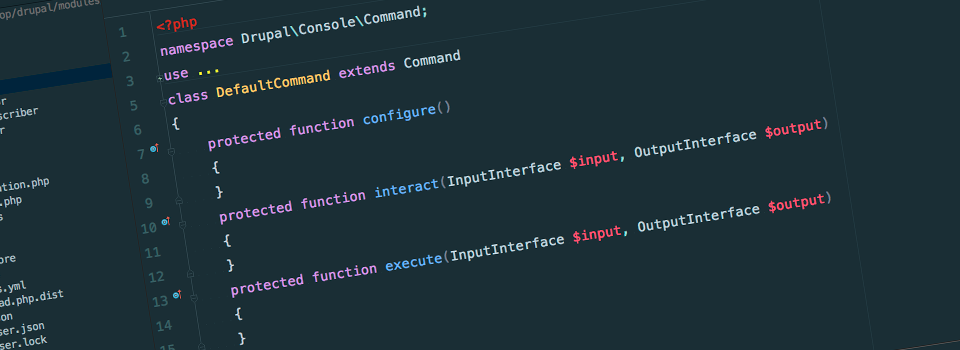 op/drupal/modules
scriber
ation.php
.php
ore
s.yml
ad.php.dist
on
ser.json
ser.lock
1 <?php
2 namespace Drupal\Console\Command;
3 use ...
5 class DefaultCommand extends Command
6 {
7 protected function configure()
8 {
9 }
10 protected function interact(InputInterface $input, OutputInterface $output)
11 {
12 }
13 protected function execute(InputInterface $input, OutputInterface $output)
14 {
15 }